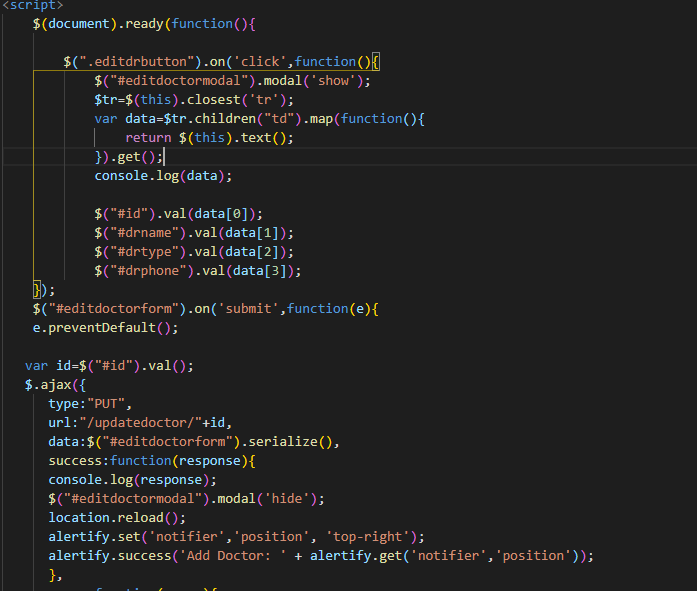 <script>
$(document).ready(function(){
$(".editdrbutton").on('click',function(){
$("#editdoctormodal").modal('show');
$tr=$(this).closest('tr');
var data=$tr.children("td").map(function(){
return $(this).text();
}).get();
console.log(data);
$("#id").val(data[0]);
$("#drname").val(data[1]);
$("#drtype").val(data[2]);
$("#drphone").val(data[3]);
});
$("#editdoctorform").on('submit',function(e){
e.preventDefault();
var id=$("#id").val();
$.ajax({
type:"PUT",
url:"/updatedoctor/"+id,
data:$("#editdoctorform").serialize(),
success:function(response){
console.log(response);
$("#editdoctormodal").modal('hide');
location.reload();
alertify.set('notifier','position', 'top-right');
alertify.success('Add Doctor: ' + alertify.get('notifier','position'));
},